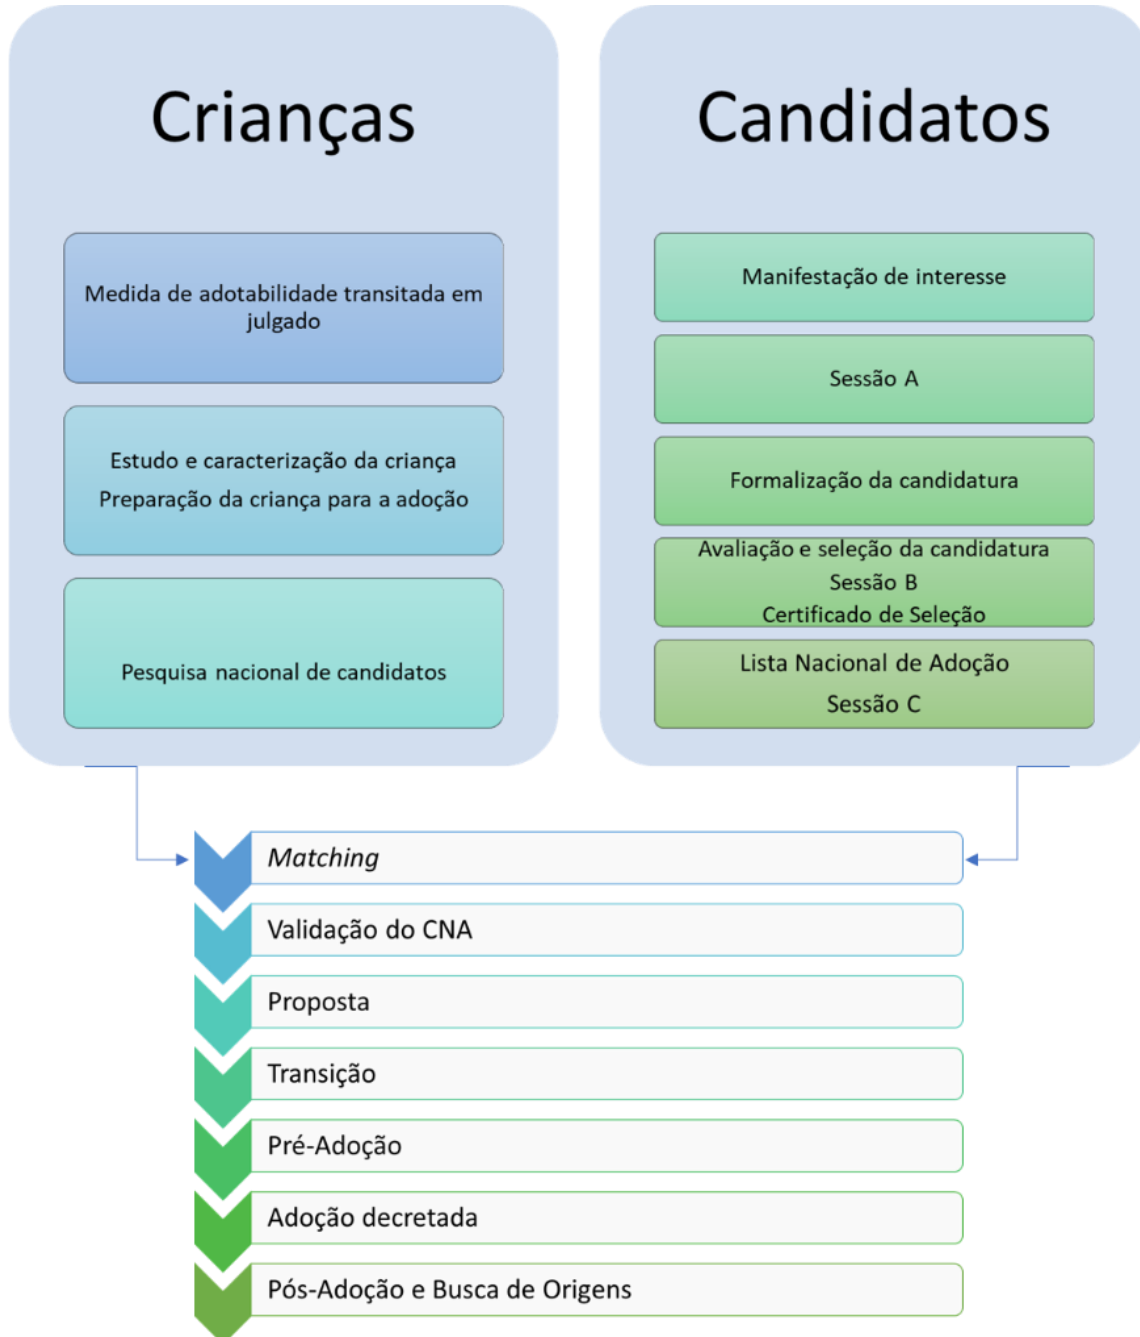 Crianças
Medida de adotabilidade transitada em
julgado
Estudo e caracterização da criança
Preparação da criança para a adoção
Pesquisa nacional de candidatos
Candidatos
Manifestação de interesse
Sessão A
Formalização da candidatura
Avaliação e seleção da candidatura
Sessão B
Certificado de Seleção
Lista Nacional de Adoção
Sessão C
Matching
Validação do CNA
Proposta
Transição
Pré-Adoção
Adoção decretada
Pós-Adoção e Busca de Origens